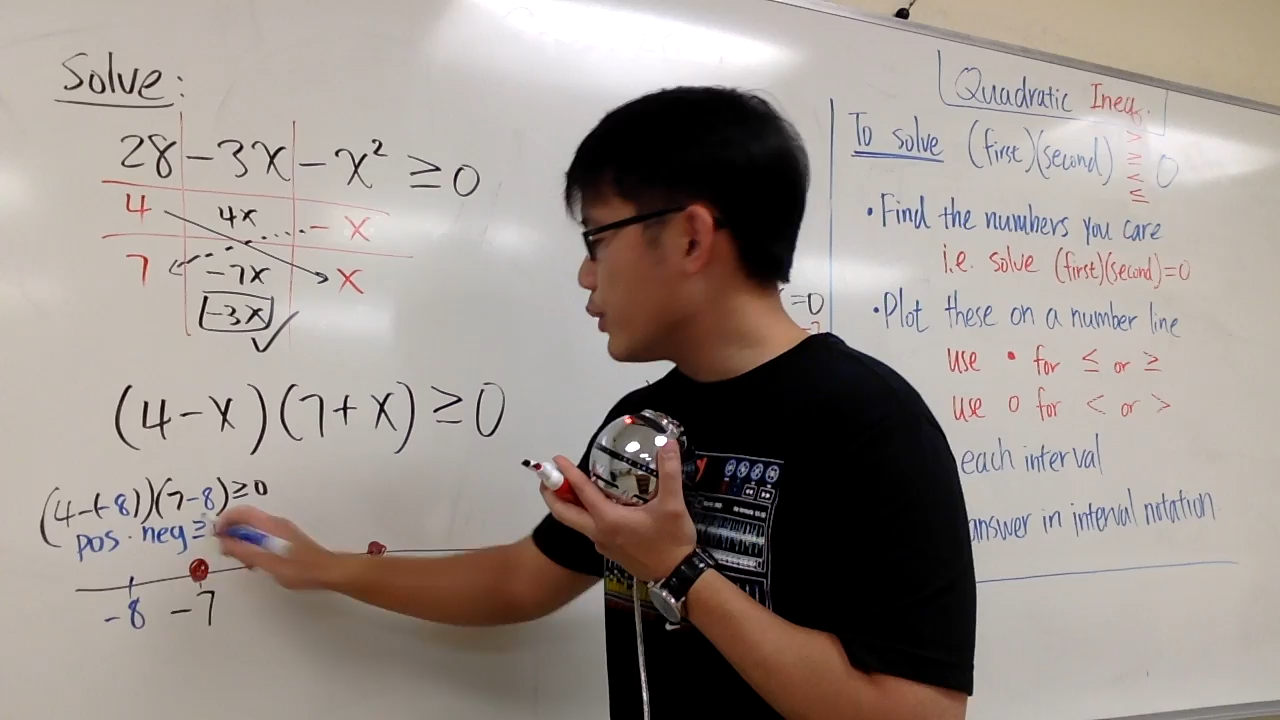 Solve:
28 - 3x - x² ≥ 0
4 4x - x
7 -7x x
-3x ✓
(4-x)(7+x) ≥ 0
(4-(-8))(7-8) ≥ 0
pos. neg ≥
-8 -7
=0
Quadratic Ineq.
To solve (first)(second) > ≥ < ≤ 0
• Find the numbers you care
i.e. solve (first)(second)=0
• Plot these on a number line
use • for ≤ or ≥
use o for < or >
each interval
answer in interval notation